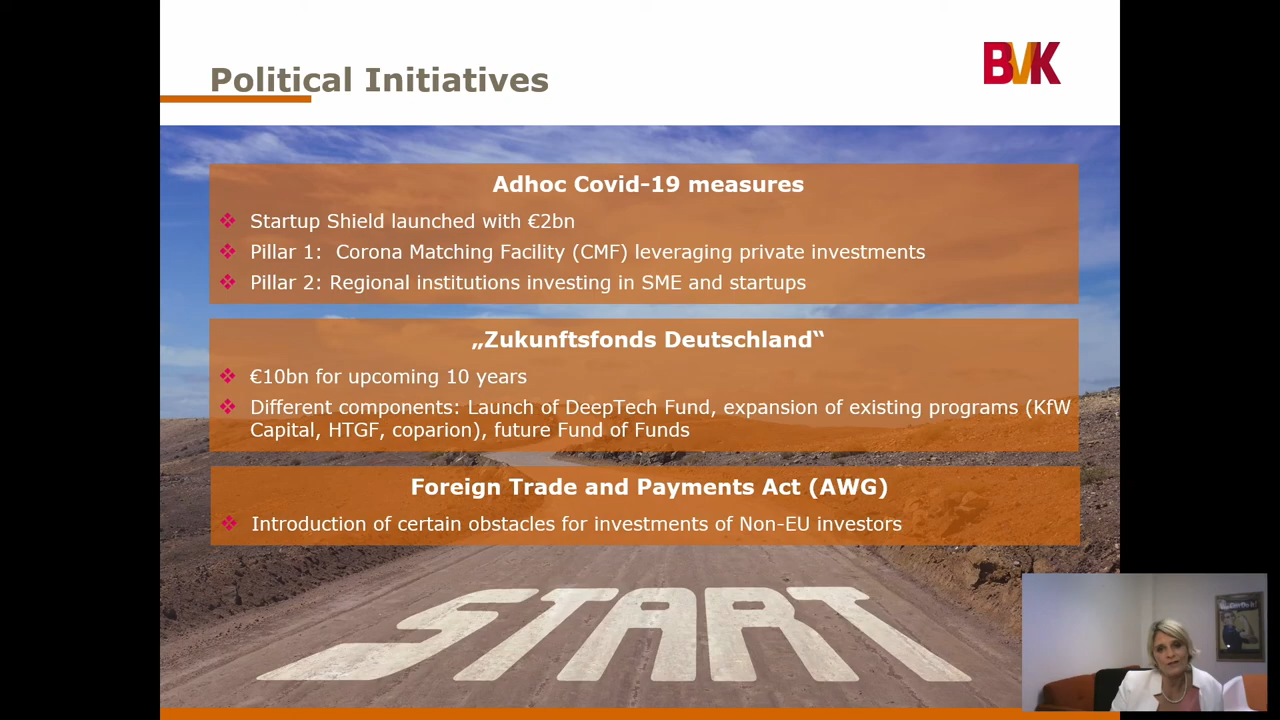 Political Initiatives
BVK
Adhoc Covid-19 measures
Startup Shield launched with €2bn
Pillar 1:  Corona Matching Facility (CMF) leveraging private investments
Pillar 2: Regional institutions investing in SME and startups
„Zukunftsfonds Deutschland“
€10bn for upcoming 10 years
Different components: Launch of DeepTech Fund, expansion of existing programs (KfW
Capital, HTGF, coparion), future Fund of Funds
Foreign Trade and Payments Act (AWG)
Introduction of certain obstacles for investments of Non-EU investors
START